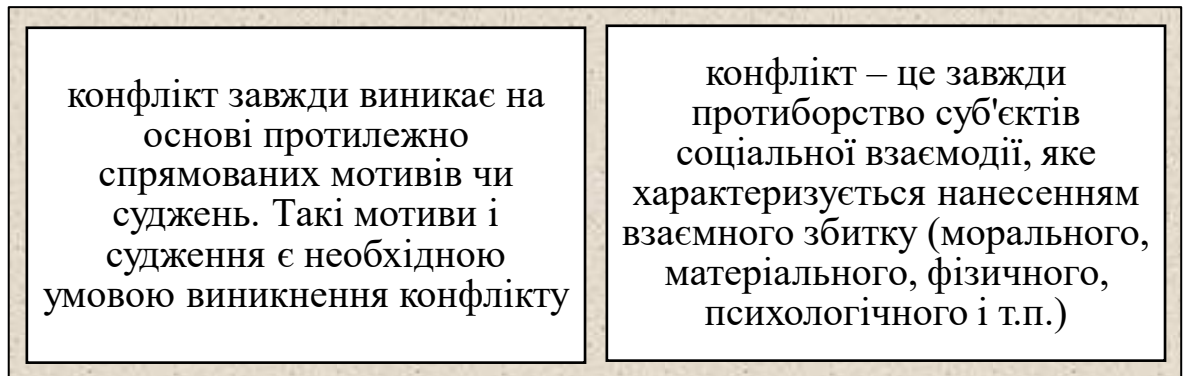 конфлікт завжди виникає на
основі протилежно
спрямованих мотивів чи
суджень. Такі мотиви і
судження є необхідною
умовою виникнення конфлікту
конфлікт – це завжди
протиборство суб'єктів
соціальної взаємодії, яке
характеризується нанесенням
взаємного збитку (морального,
матеріального, фізичного,
психологічного і т.п.)